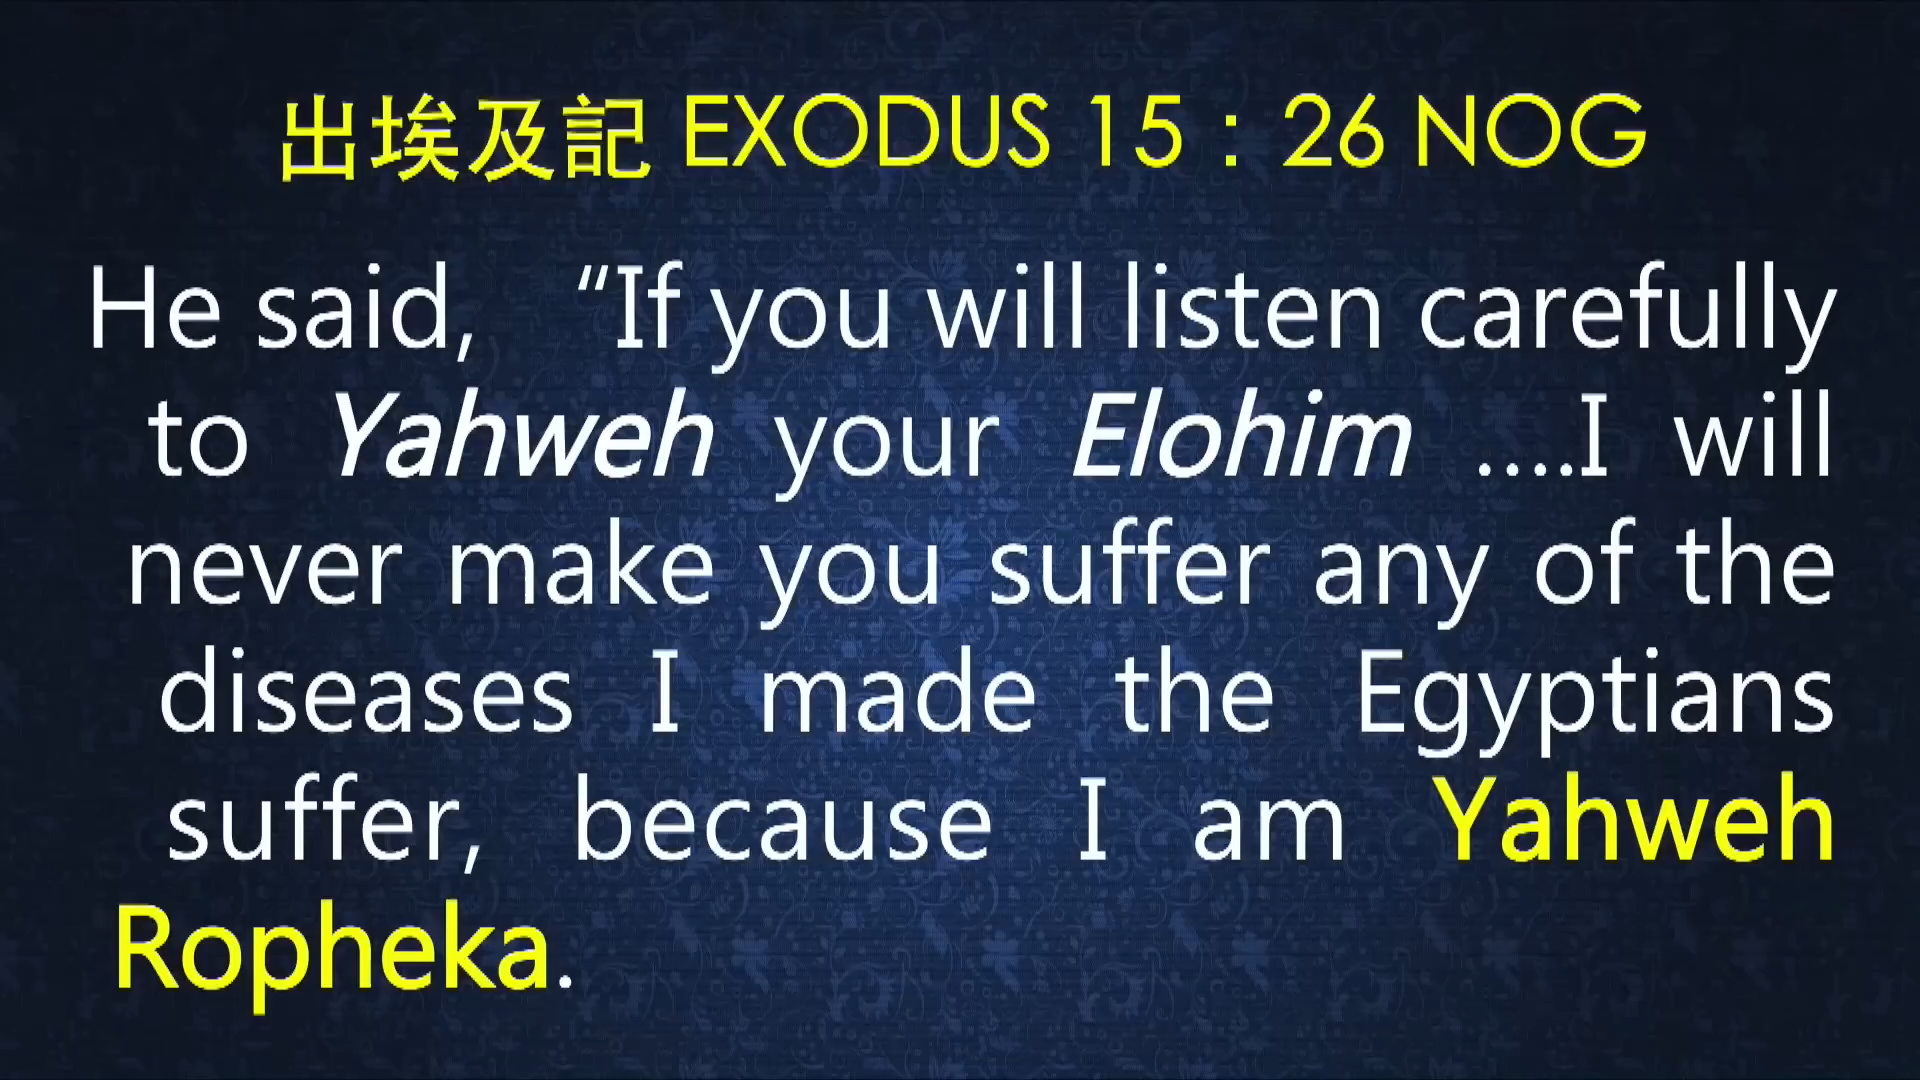 出埃及記 EXODUS 15：26 NOG
He said, “If you will listen carefully
to Yahweh your Elohim ....I will
never make you suffer any of the
diseases I made the Egyptians
suffer, because I am Yahweh
Ropheka.